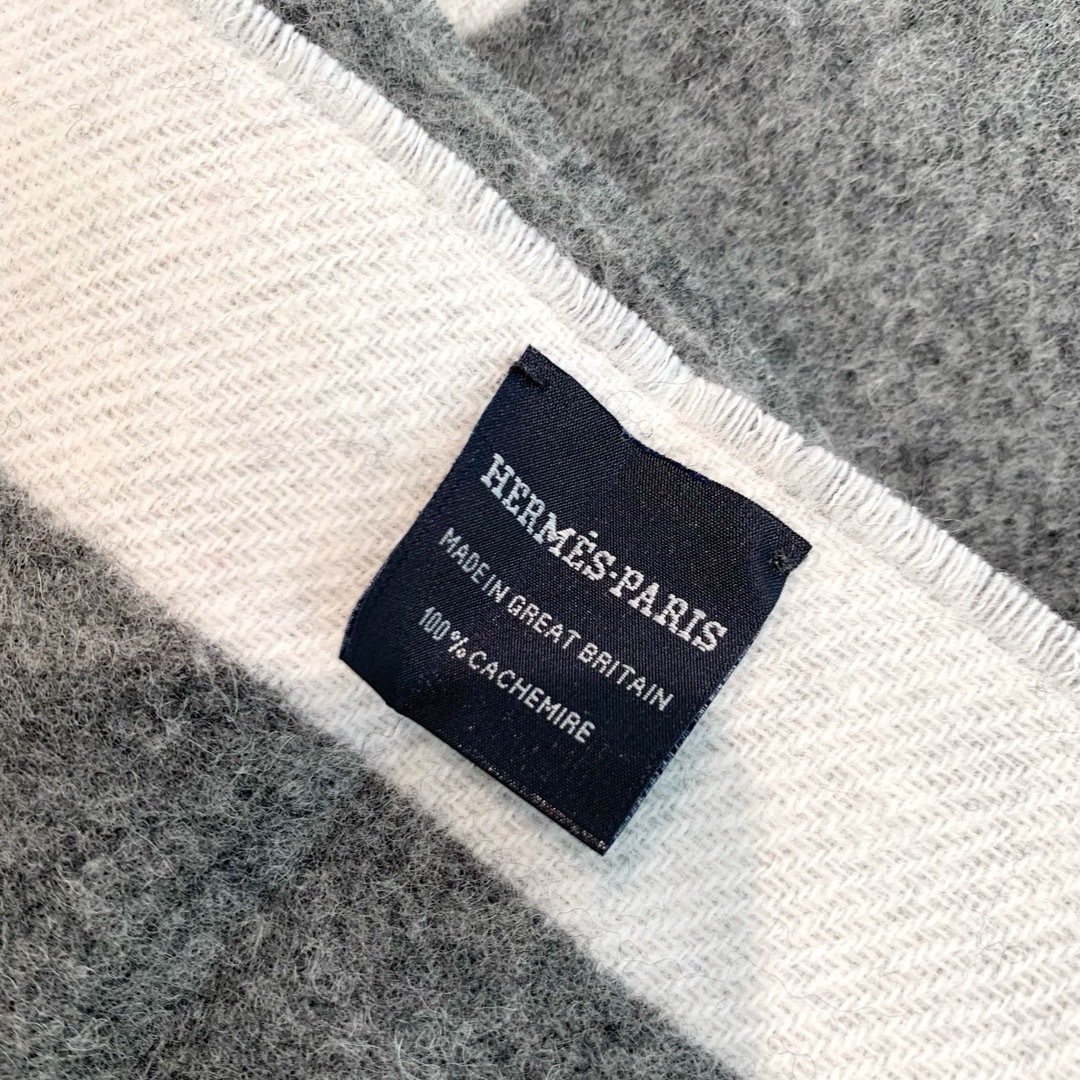 HERMÈS-PARIS
MADE IN GREAT BRITAIN
100% CACHEMIRE